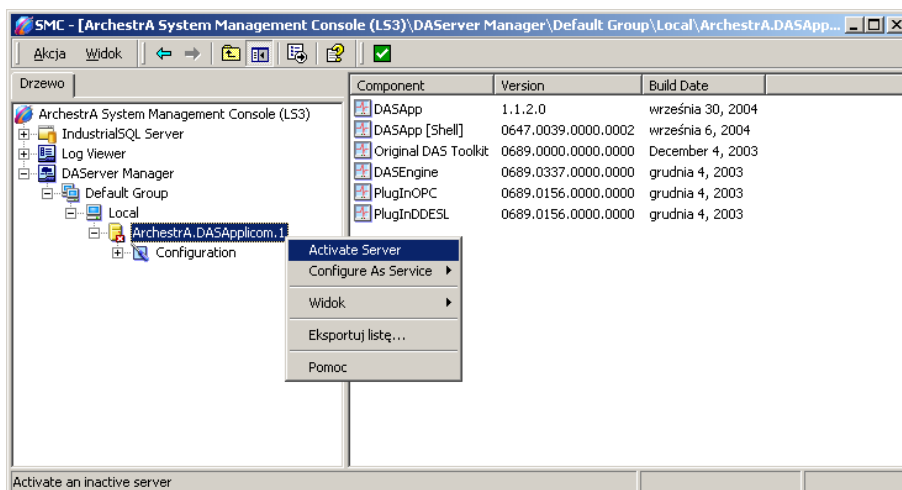 SMC - [ArchestrA System Management Console (LS3)\DAServer Manager\Default Group\Local\ArchestrA.DASApp...
Akcja Widok
Drzewo
ArchestrA System Management Console (LS3)
IndustrialSQL Server
Log Viewer
DAServer Manager
Default Group
Local
ArchestrA.DASApplicom.1
Configuration
Component Version Build Date
DASApp 1.1.2.0 września 30, 2004
DASApp [Shell] 0647.0039.0000.0002 września 6, 2004
Original DAS Toolkit 0689.0000.0000.0000 December 4, 2003
DASEngine 0689.0337.0000.0000 grudnia 4, 2003
PlugInOPC 0689.0156.0000.0000 grudnia 4, 2003
PlugInDDESL 0689.0156.0000.0000 grudnia 4, 2003
Activate Server
Configure As Service
Widok
Eksportuj listę...
Pomoc
Activate an inactive server